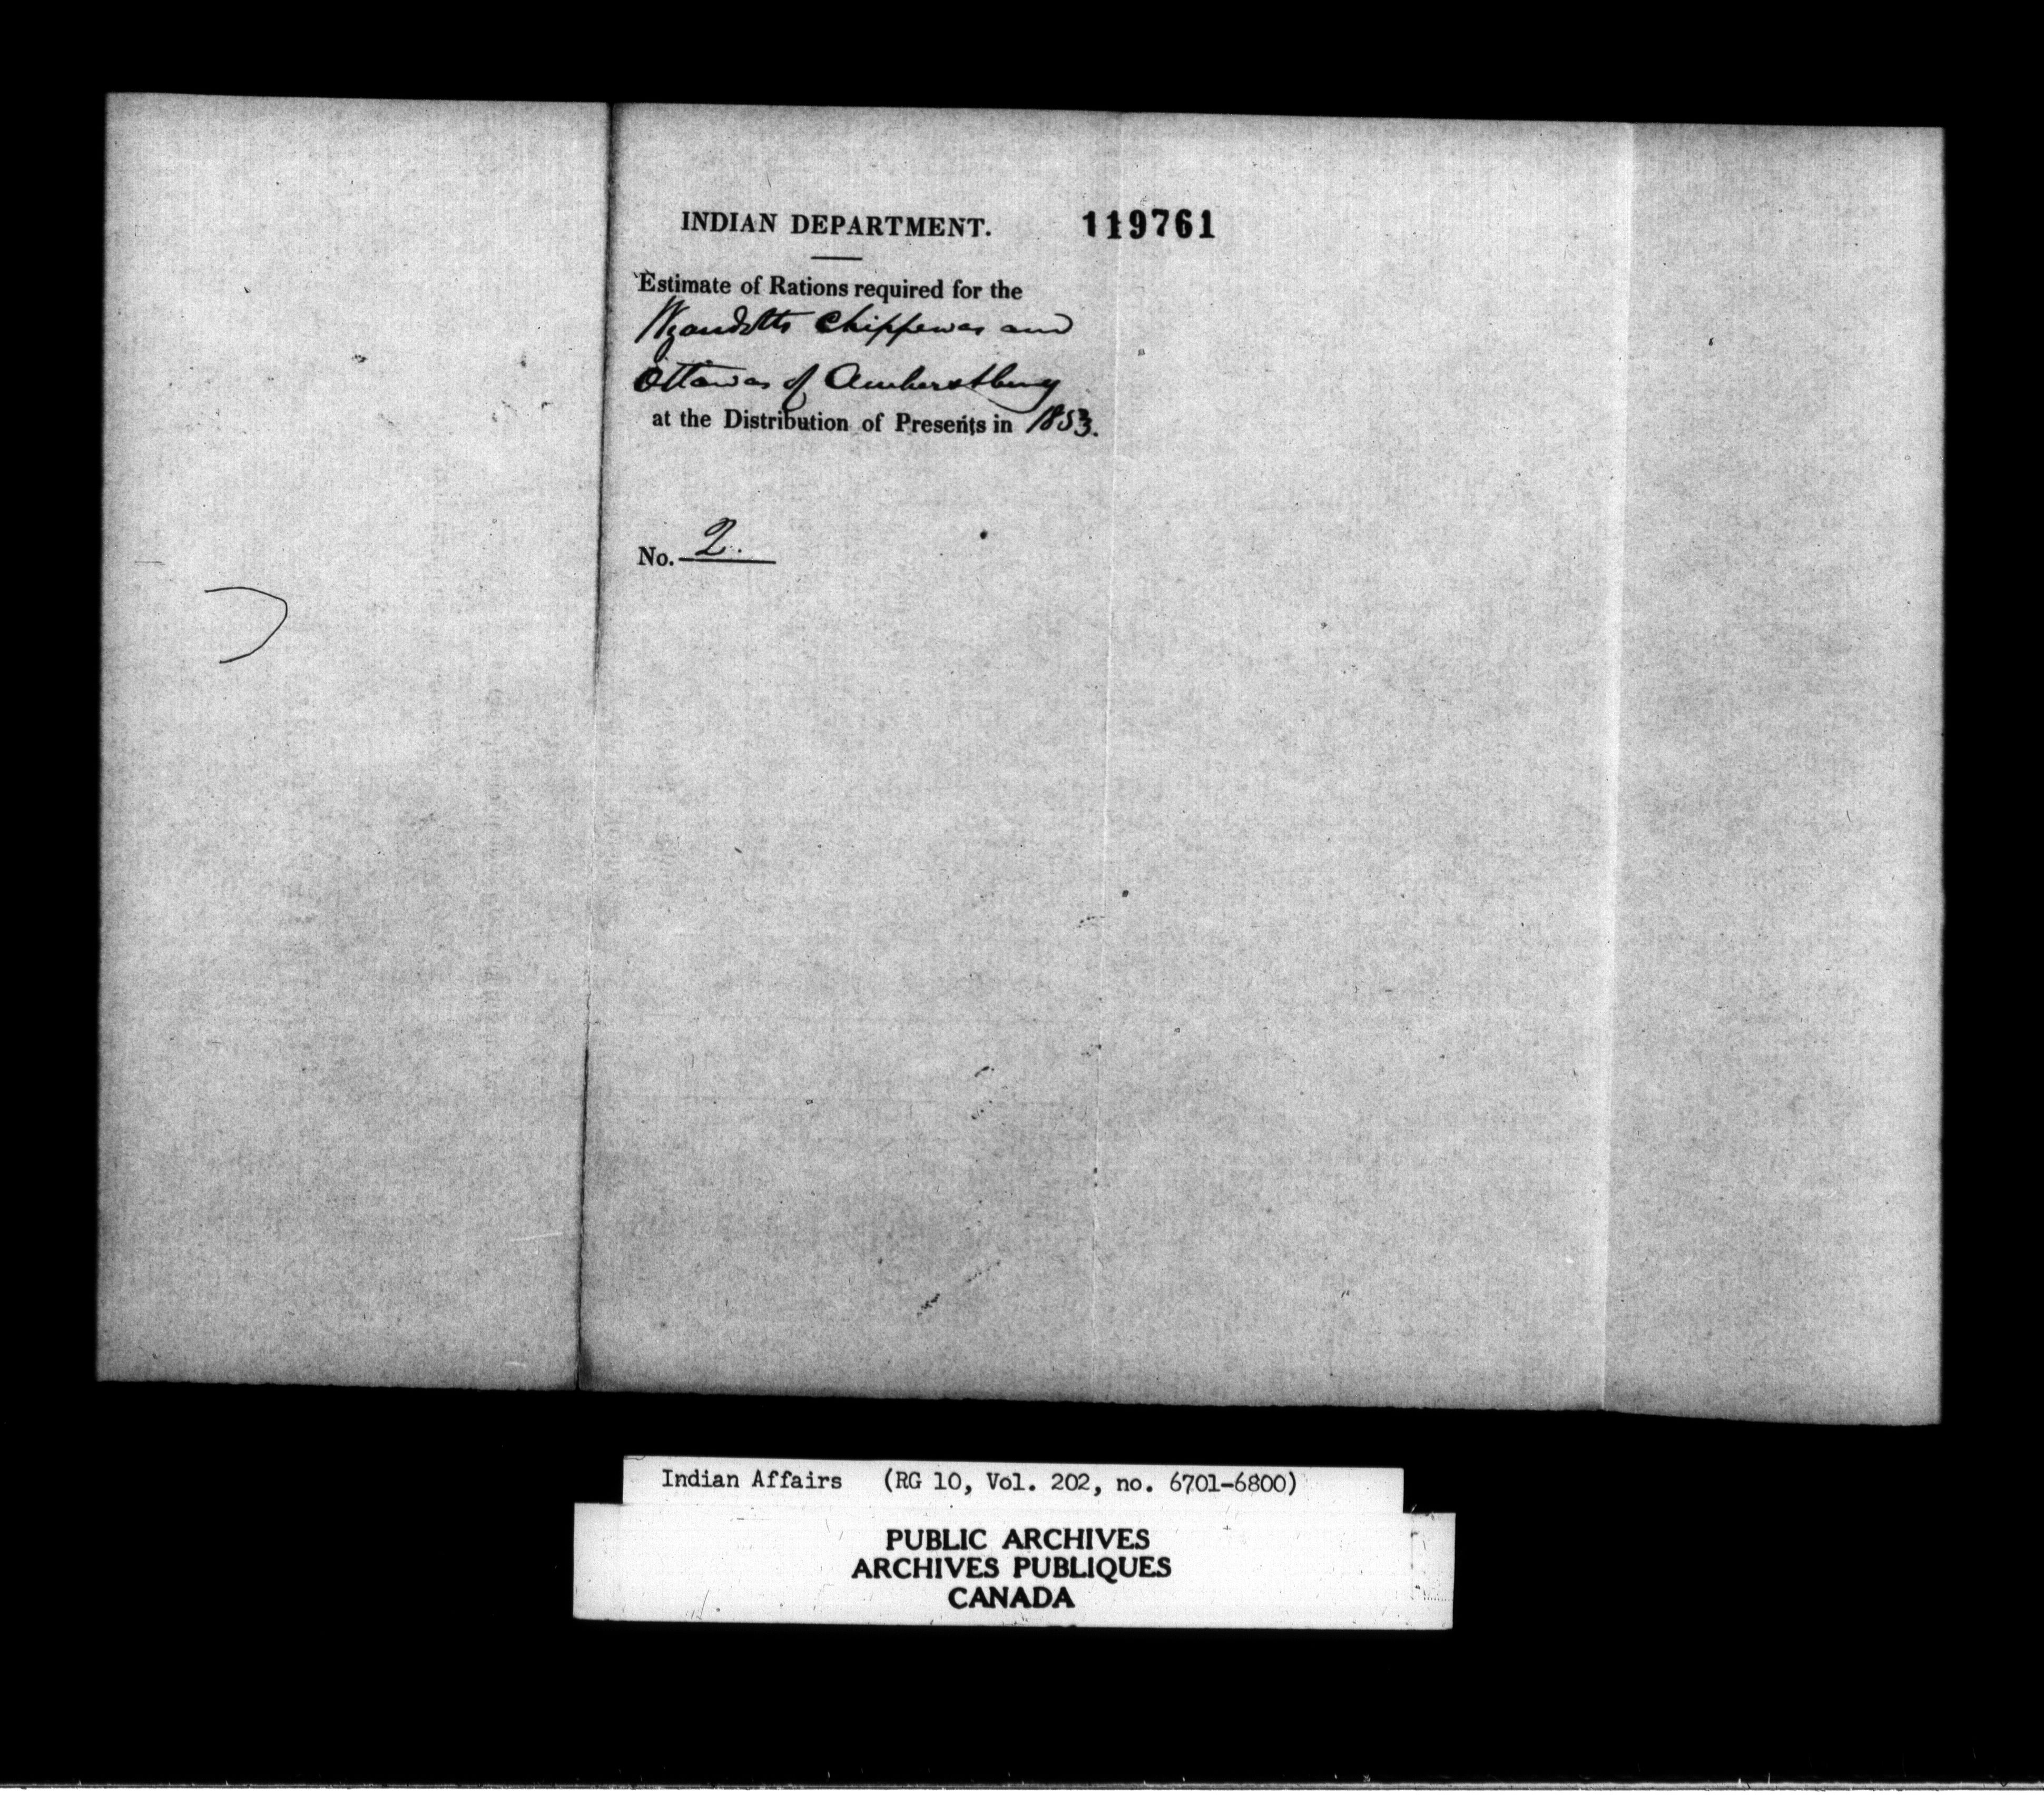 INDIAN DEPARTMENT. 119761
Estimate of Rations required for the
Wyandotts Chippewas and
Ottawas of Amherstburg
at the Distribution of Presents in 1853.
No. 2.
Indian Affairs (RG 10, Vol. 202, no. 6701-6800)
PUBLIC ARCHIVES
ARCHIVES PUBLIQUES
CANADA